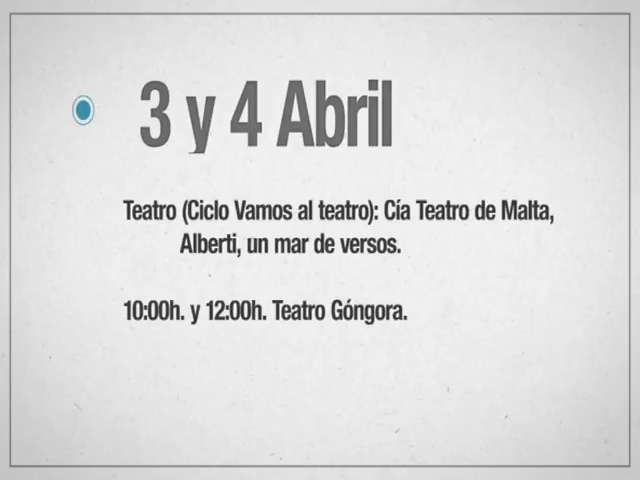 3 y 4 Abril
Teatro (Ciclo Vamos al teatro): Cía Teatro de Malta,
Alberti, un mar de versos.
10:00h. y 12:00h. Teatro Góngora.